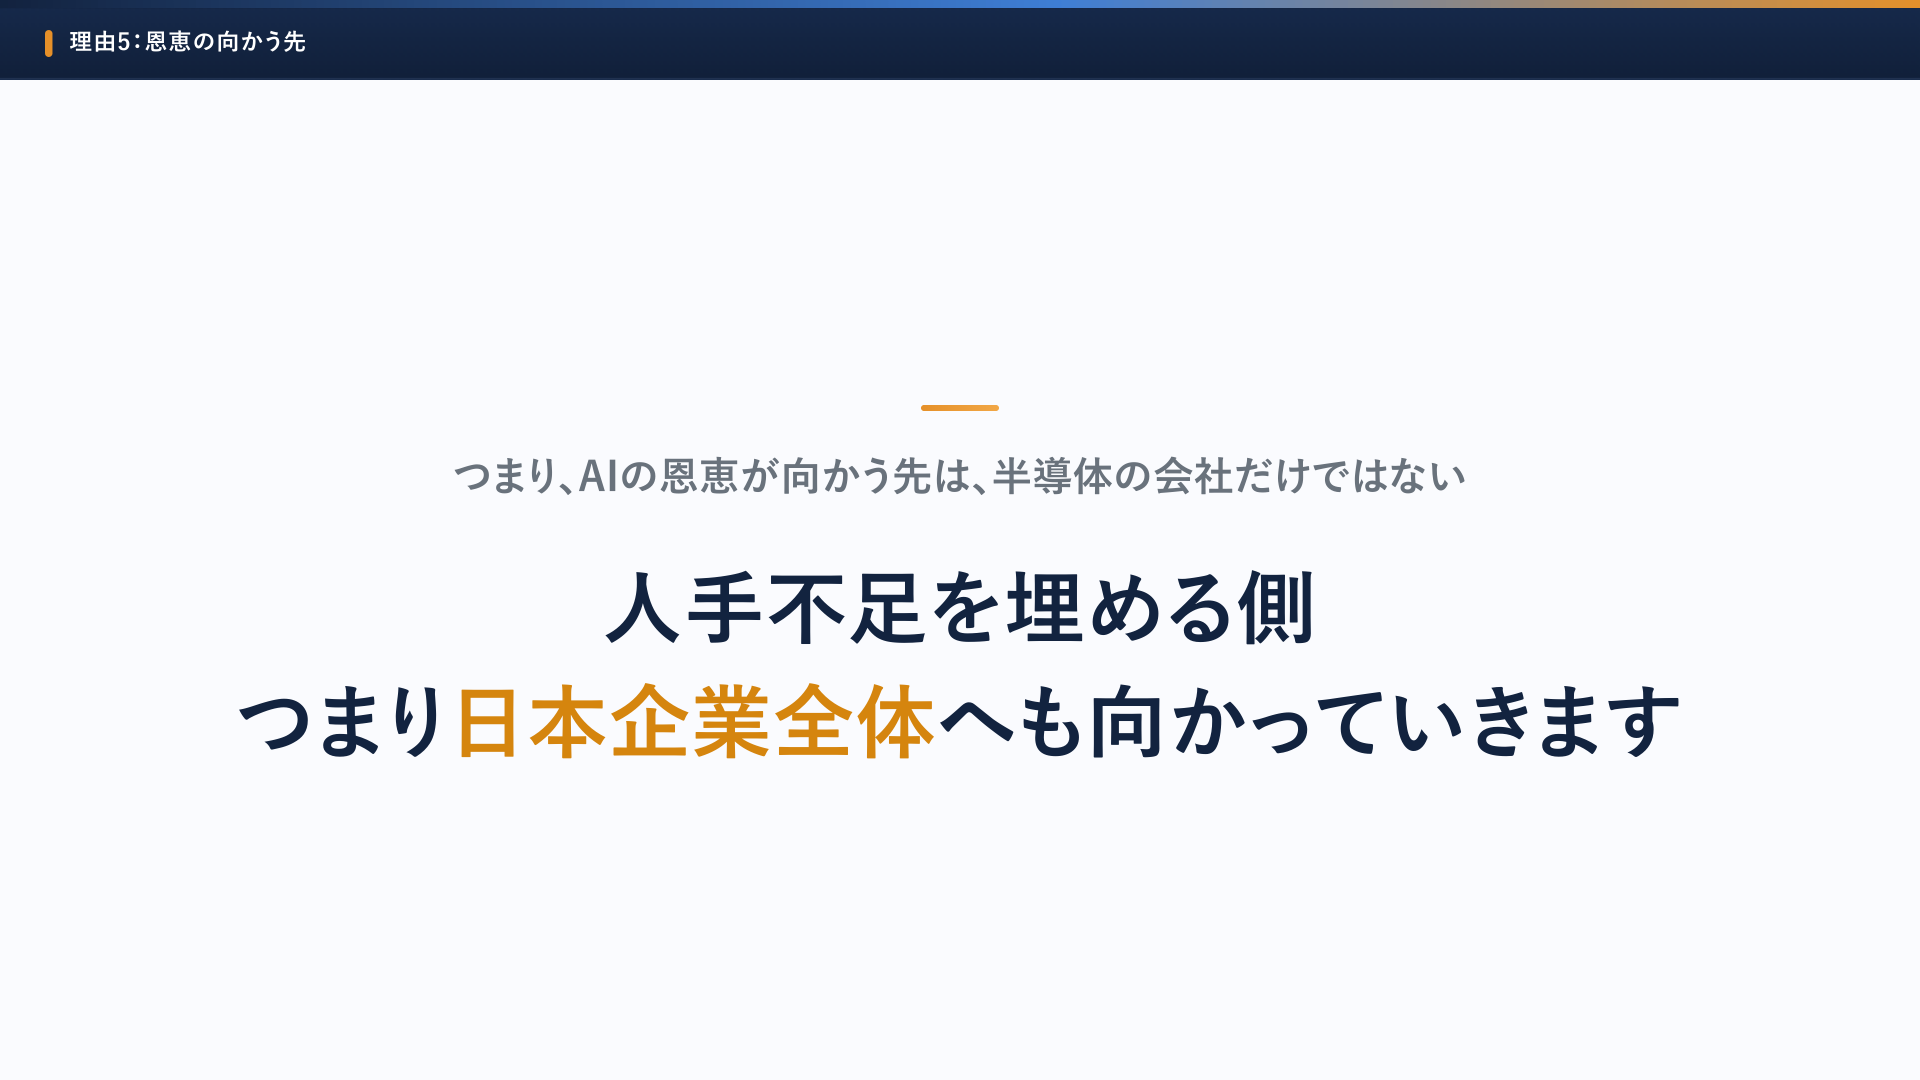 理由5：恩恵の向かう先
つまり、AIの恩恵が向かう先は、半導体の会社だけではない
人手不足を埋める側
つまり日本企業全体へも向かっていきます